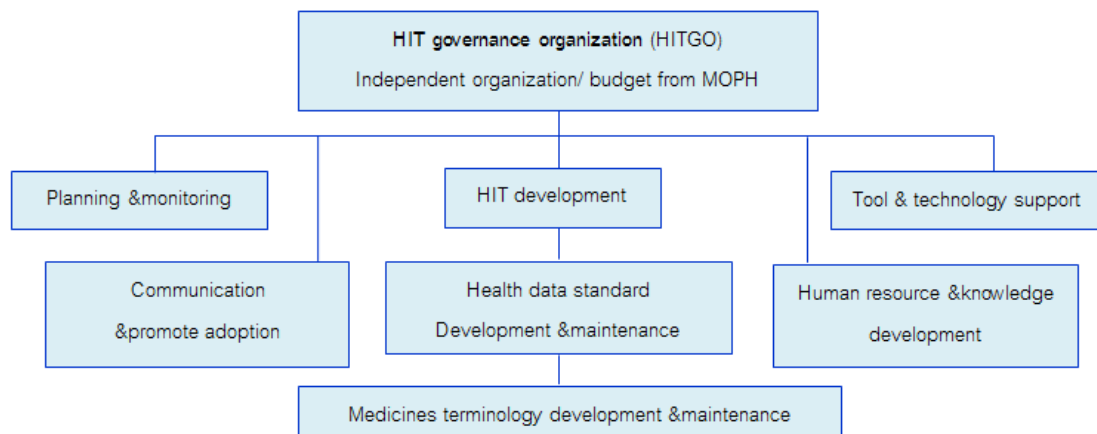 HIT governance organization (HITGO)
Independent organization/ budget from MOPH
Planning &monitoring
HIT development
Tool & technology support
Communication
&promote adoption
Health data standard
Development &maintenance
Human resource &knowledge
development
Medicines terminology development &maintenance